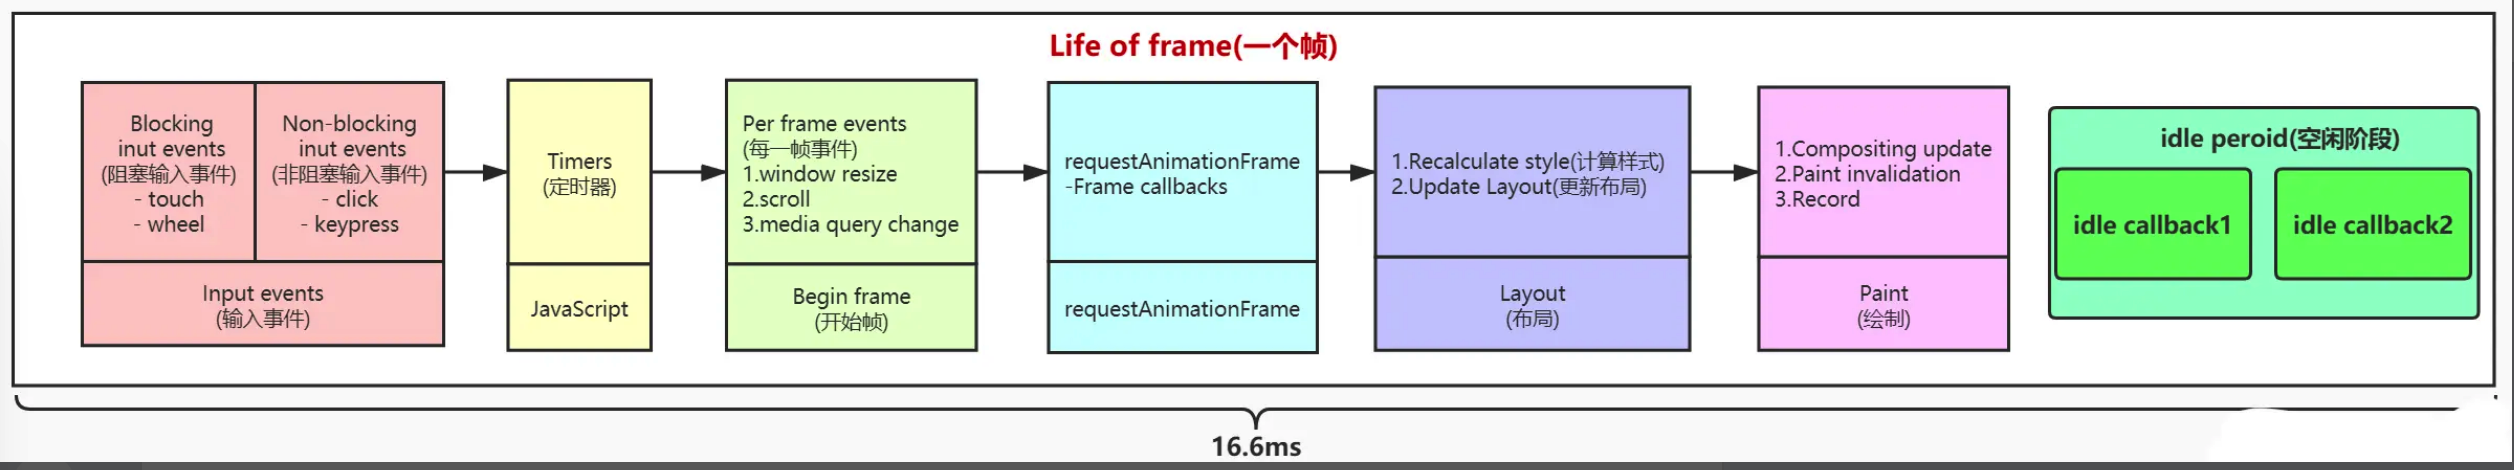 Life of frame(一个帧)
Blocking
inut events
(阻塞输入事件)
- touch
- wheel
Non-blocking
inut events
(非阻塞输入事件)
- click
- keypress
Input events
(输入事件)
Timers
(定时器)
JavaScript
Per frame events
(每一帧事件)
1.window resize
2.scroll
3.media query change
Begin frame
(开始帧)
requestAnimationFrame
-Frame callbacks
requestAnimationFrame
1.Recalculate style(计算样式)
2.Update Layout(更新布局)
Layout
(布局)
1.Compositing update
2.Paint invalidation
3.Record
Paint
(绘制)
idle peroid(空闲阶段)
idle callback1
idle callback2
16.6ms